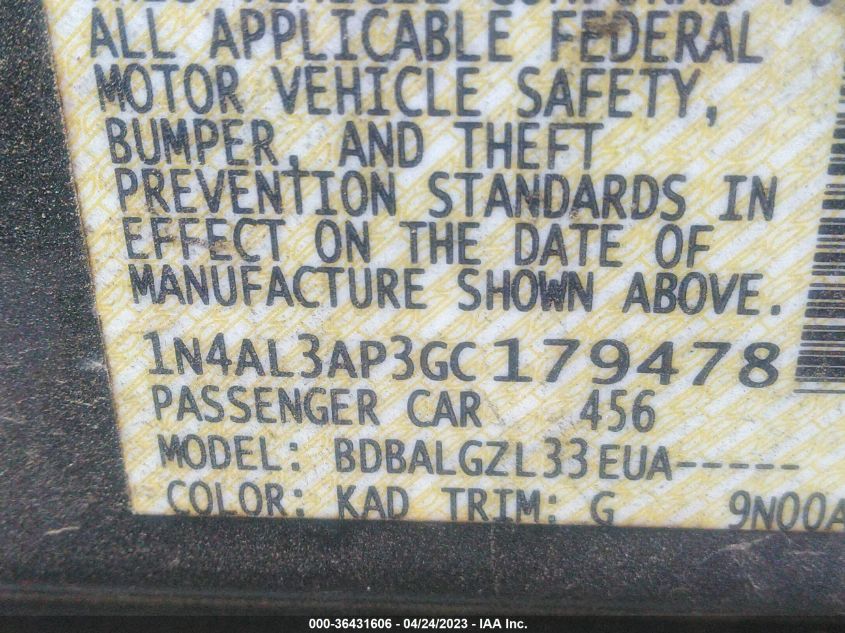 ALL APPLICABLE FEDERAL
MOTOR VEHICLE SAFETY,
BUMPER, AND THEFT
PREVENTION STANDARDS IN
EFFECT ON THE DATE OF
MANUFACTURE SHOWN ABOVE.
1N4AL3AP3GC179478
PASSENGER CAR 456
MODEL: BDBALGZL33EUA-----
COLOR: KAD TRIM: G 9N00A
000-36431606 - 04/24/2023 - IAA Inc.